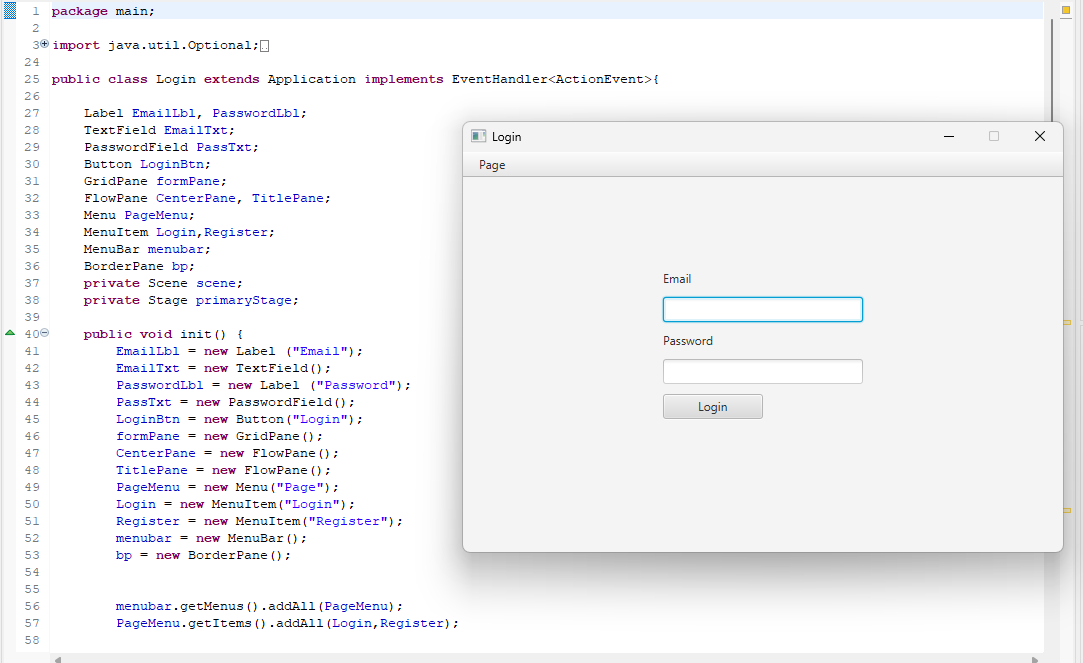 1 package main;
2
3 import java.util.Optional;
24
25 public class Login extends Application implements EventHandler<ActionEvent>{
26
27 Label EmailLbl, PasswordLbl;
28 TextField EmailTxt;
29 PasswordField PassTxt;
30 Button LoginBtn;
31 GridPane formPane;
32 FlowPane CenterPane, TitlePane;
33 Menu PageMenu;
34 MenuItem Login,Register;
35 MenuBar menubar;
36 BorderPane bp;
37 private Scene scene;
38 private Stage primaryStage;
39
40 public void init() {
41 EmailLbl = new Label ("Email");
42 EmailTxt = new TextField();
43 PasswordLbl = new Label ("Password");
44 PassTxt = new PasswordField();
45 LoginBtn = new Button("Login");
46 formPane = new GridPane();
47 CenterPane = new FlowPane();
48 TitlePane = new FlowPane();
49 PageMenu = new Menu("Page");
50 Login = new MenuItem("Login");
51 Register = new MenuItem("Register");
52 menubar = new MenuBar();
53 bp = new BorderPane();
54
55
56 menubar.getMenus().addAll(PageMenu);
57 PageMenu.getItems().addAll(Login,Register);
58
Login
Page
Email
Password
Login